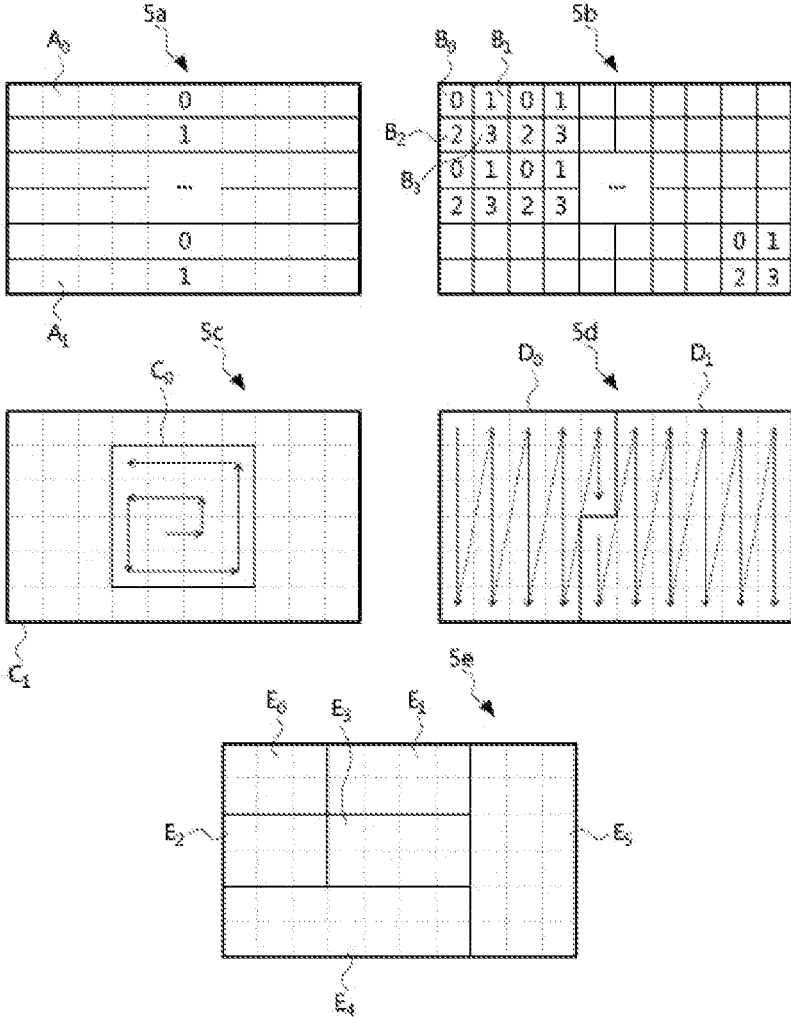 5a
5b
A₀
B₀
B₁
0
0 1 0 1
1
B₂
2 3 2 3
...
B₃
0 1 0 1
...
2 3 2 3
0
0 1
1
2 3
A₁
5c
5d
C₀
D₀
D₁
C₁
5e
E₀
E₃
E₁
E₂
E₅
E₄